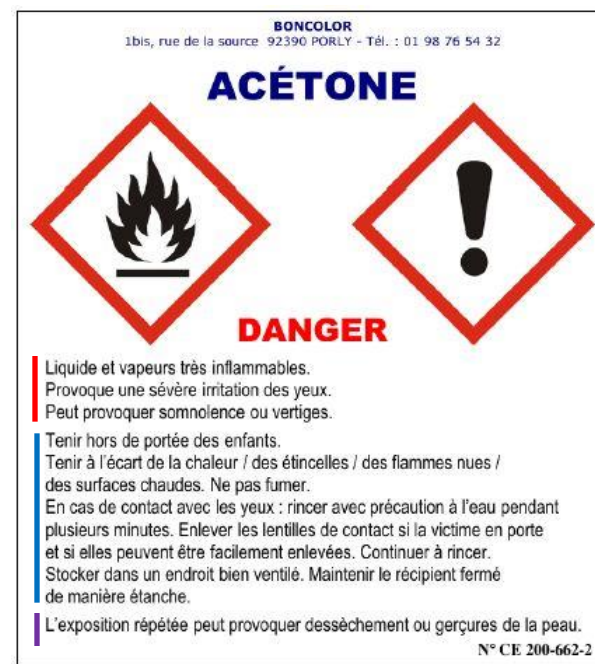 BONCOLOR
1bis, rue de la source 92390 PORLY - Tél. : 01 98 76 54 32
ACÉTONE
DANGER
Liquide et vapeurs très inflammables.
Provoque une sévère irritation des yeux.
Peut provoquer somnolence ou vertiges.
Tenir hors de portée des enfants.
Tenir à l'écart de la chaleur / des étincelles / des flammes nues /
des surfaces chaudes. Ne pas fumer.
En cas de contact avec les yeux : rincer avec précaution à l'eau pendant
plusieurs minutes. Enlever les lentilles de contact si la victime en porte
et si elles peuvent être facilement enlevées. Continuer à rincer.
Stocker dans un endroit bien ventilé. Maintenir le récipient fermé
de manière étanche.
L'exposition répétée peut provoquer dessèchement ou gerçures de la peau.
N° CE 200-662-2